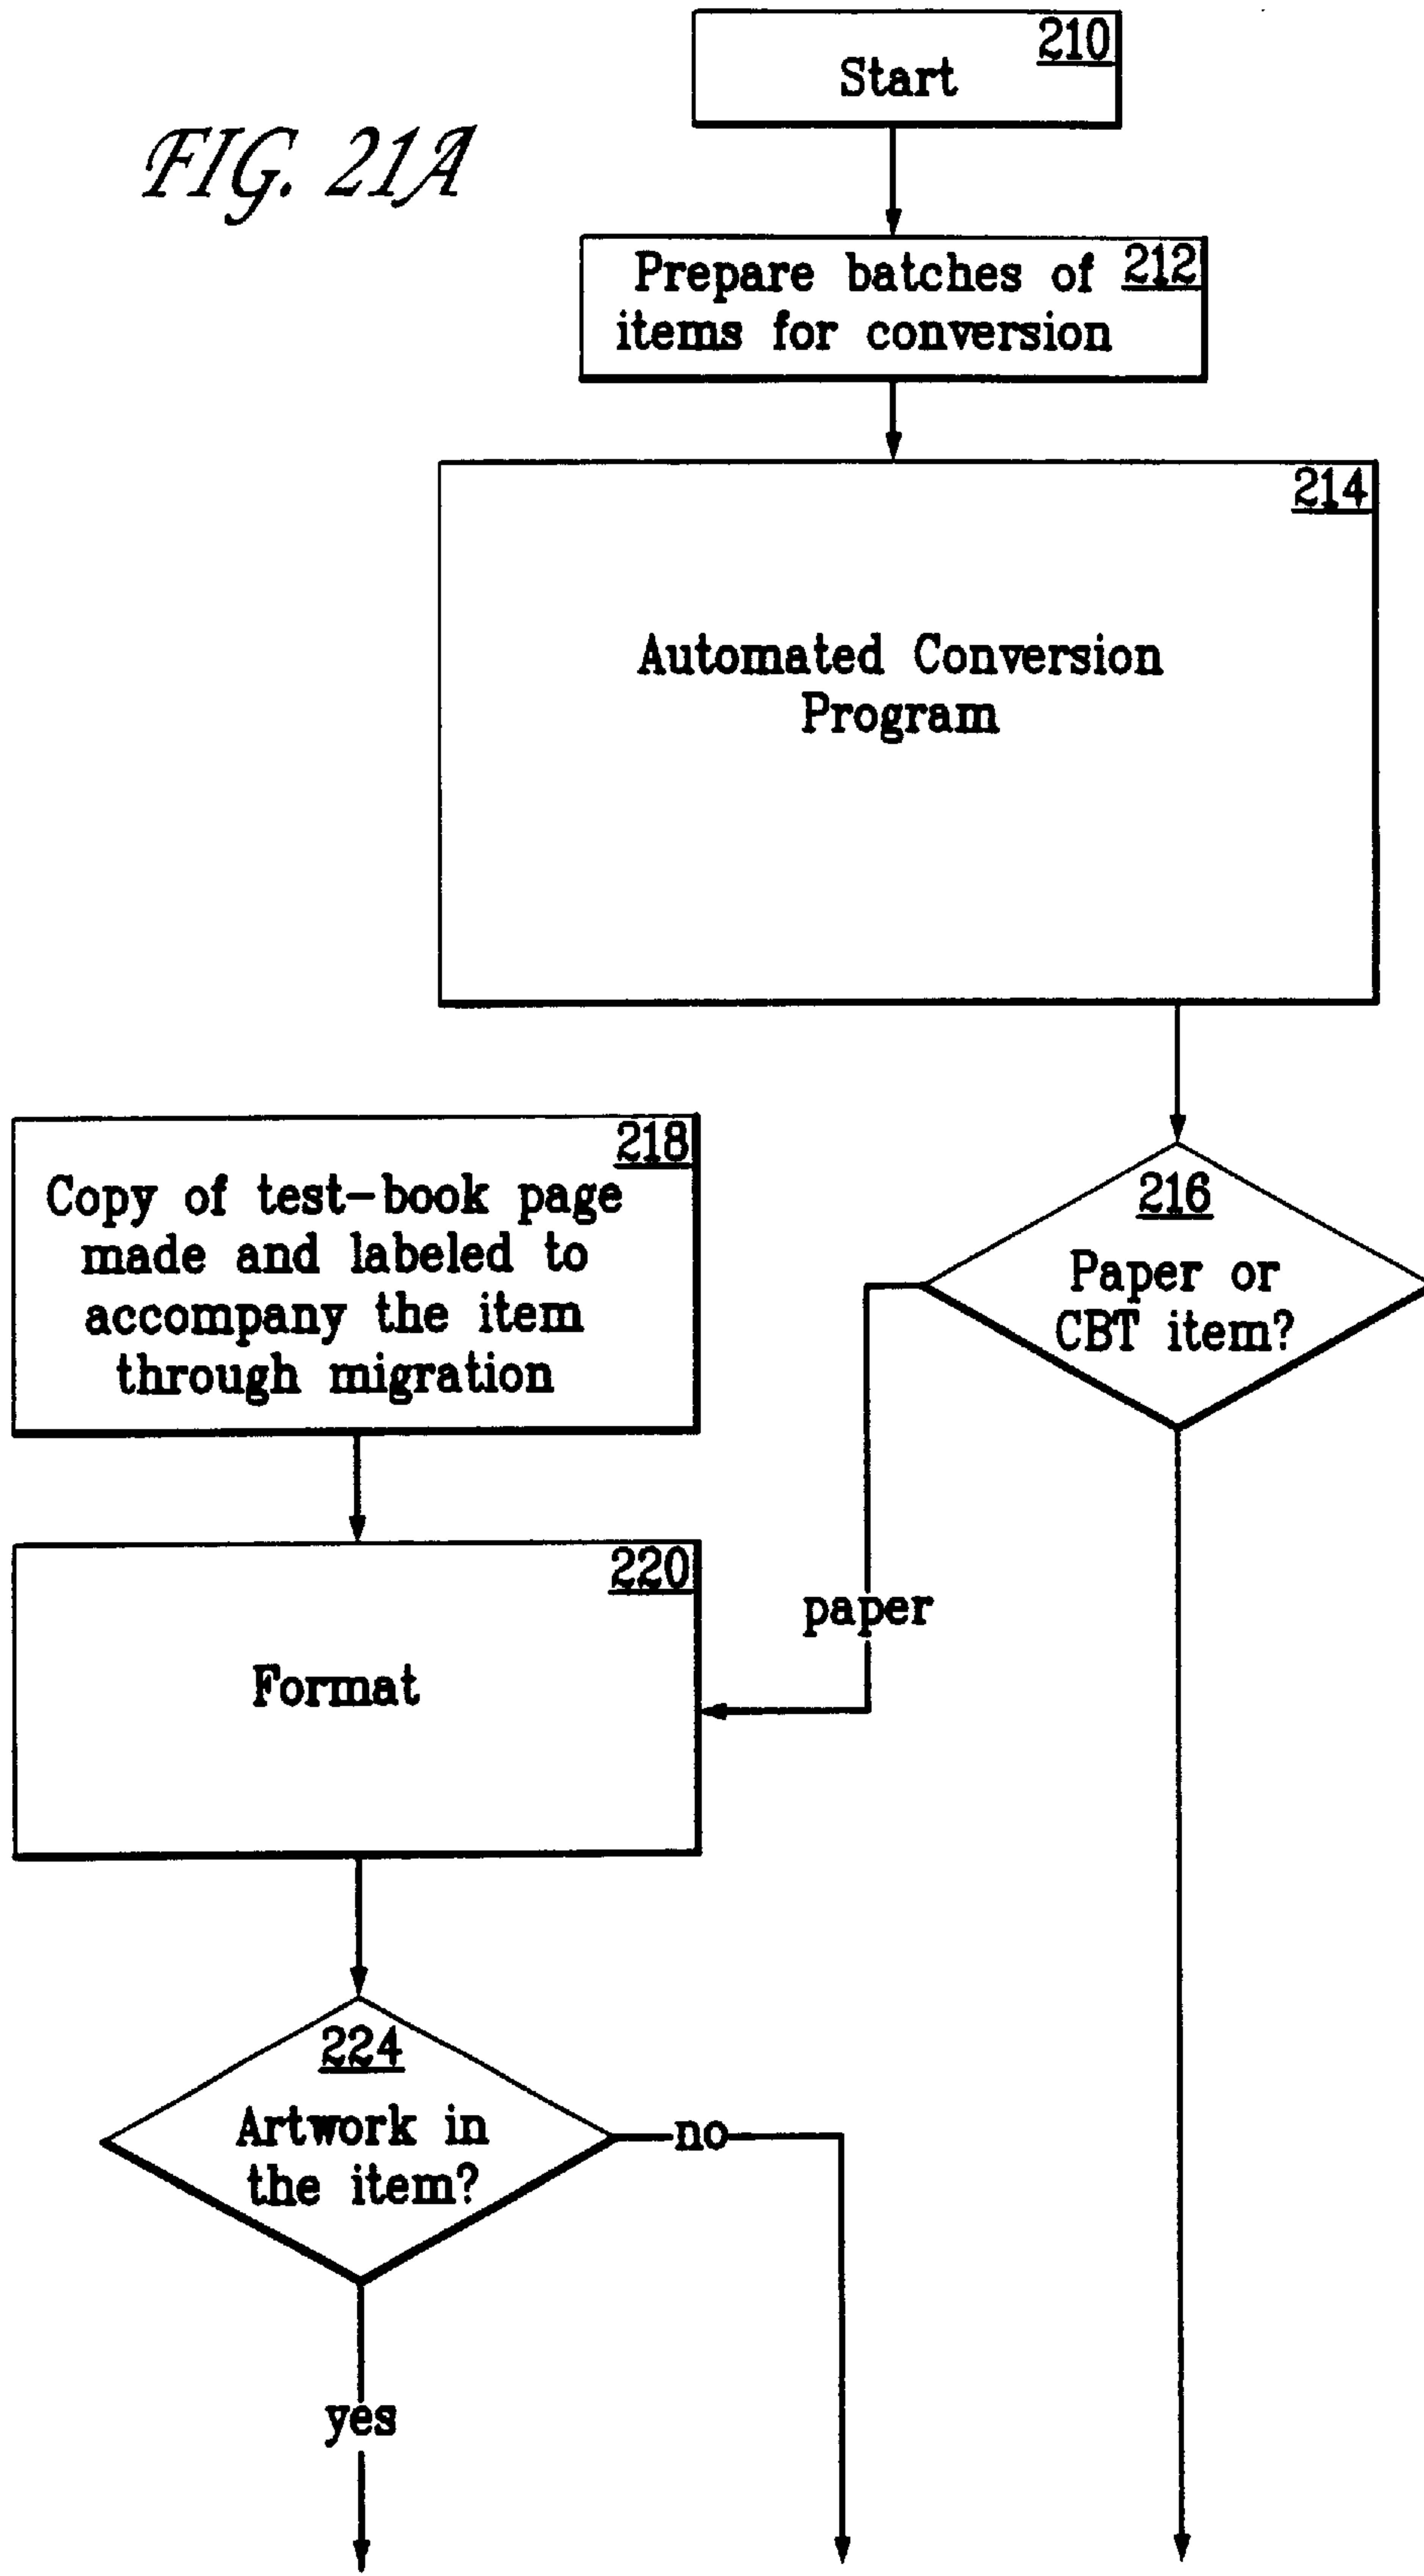 FIG. 21A
210
Start
212
Prepare batches of
items for conversion
214
Automated Conversion
Program
216
Paper or
CBT item?
218
Copy of test-book page
made and labeled to
accompany the item
through migration
paper
220
Format
224
Artwork in
the item?
no
yes